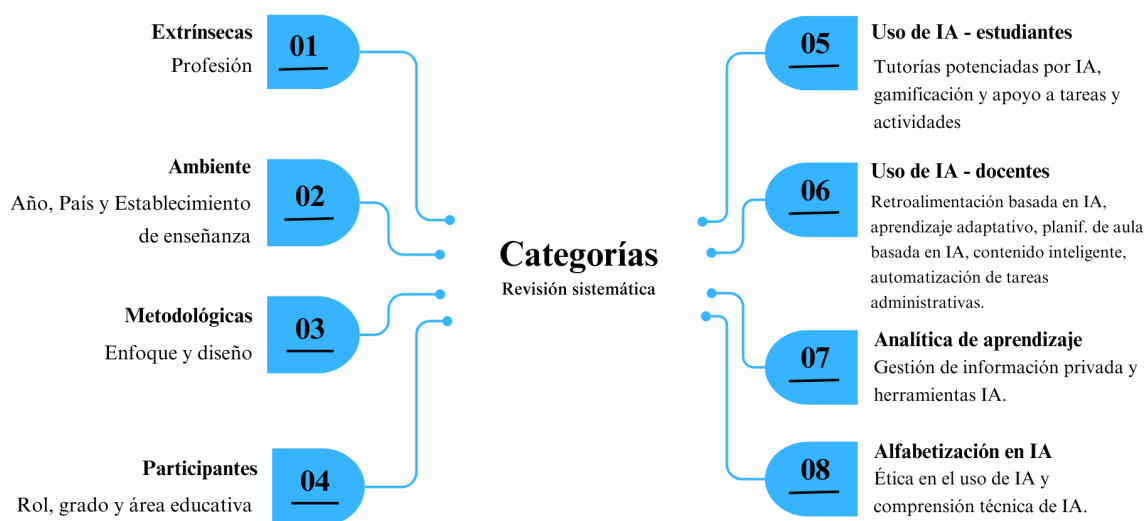 Extrínsecas
01
Profesión
Ambiente
02
Año, País y Establecimiento
de enseñanza
Metodológicas
03
Enfoque y diseño
Participantes
04
Rol, grado y área educativa
Categorías
Revisión sistemática
05
Uso de IA - estudiantes
Tutorías potenciadas por IA,
gamificación y apoyo a tareas y
actividades
06
Uso de IA - docentes
Retroalimentación basada en IA,
aprendizaje adaptativo, planif. de aula
basada en IA, contenido inteligente,
automatización de tareas
administrativas.
07
Analítica de aprendizaje
Gestión de información privada y
herramientas IA.
08
Alfabetización en IA
Ética en el uso de IA y
comprensión técnica de IA.